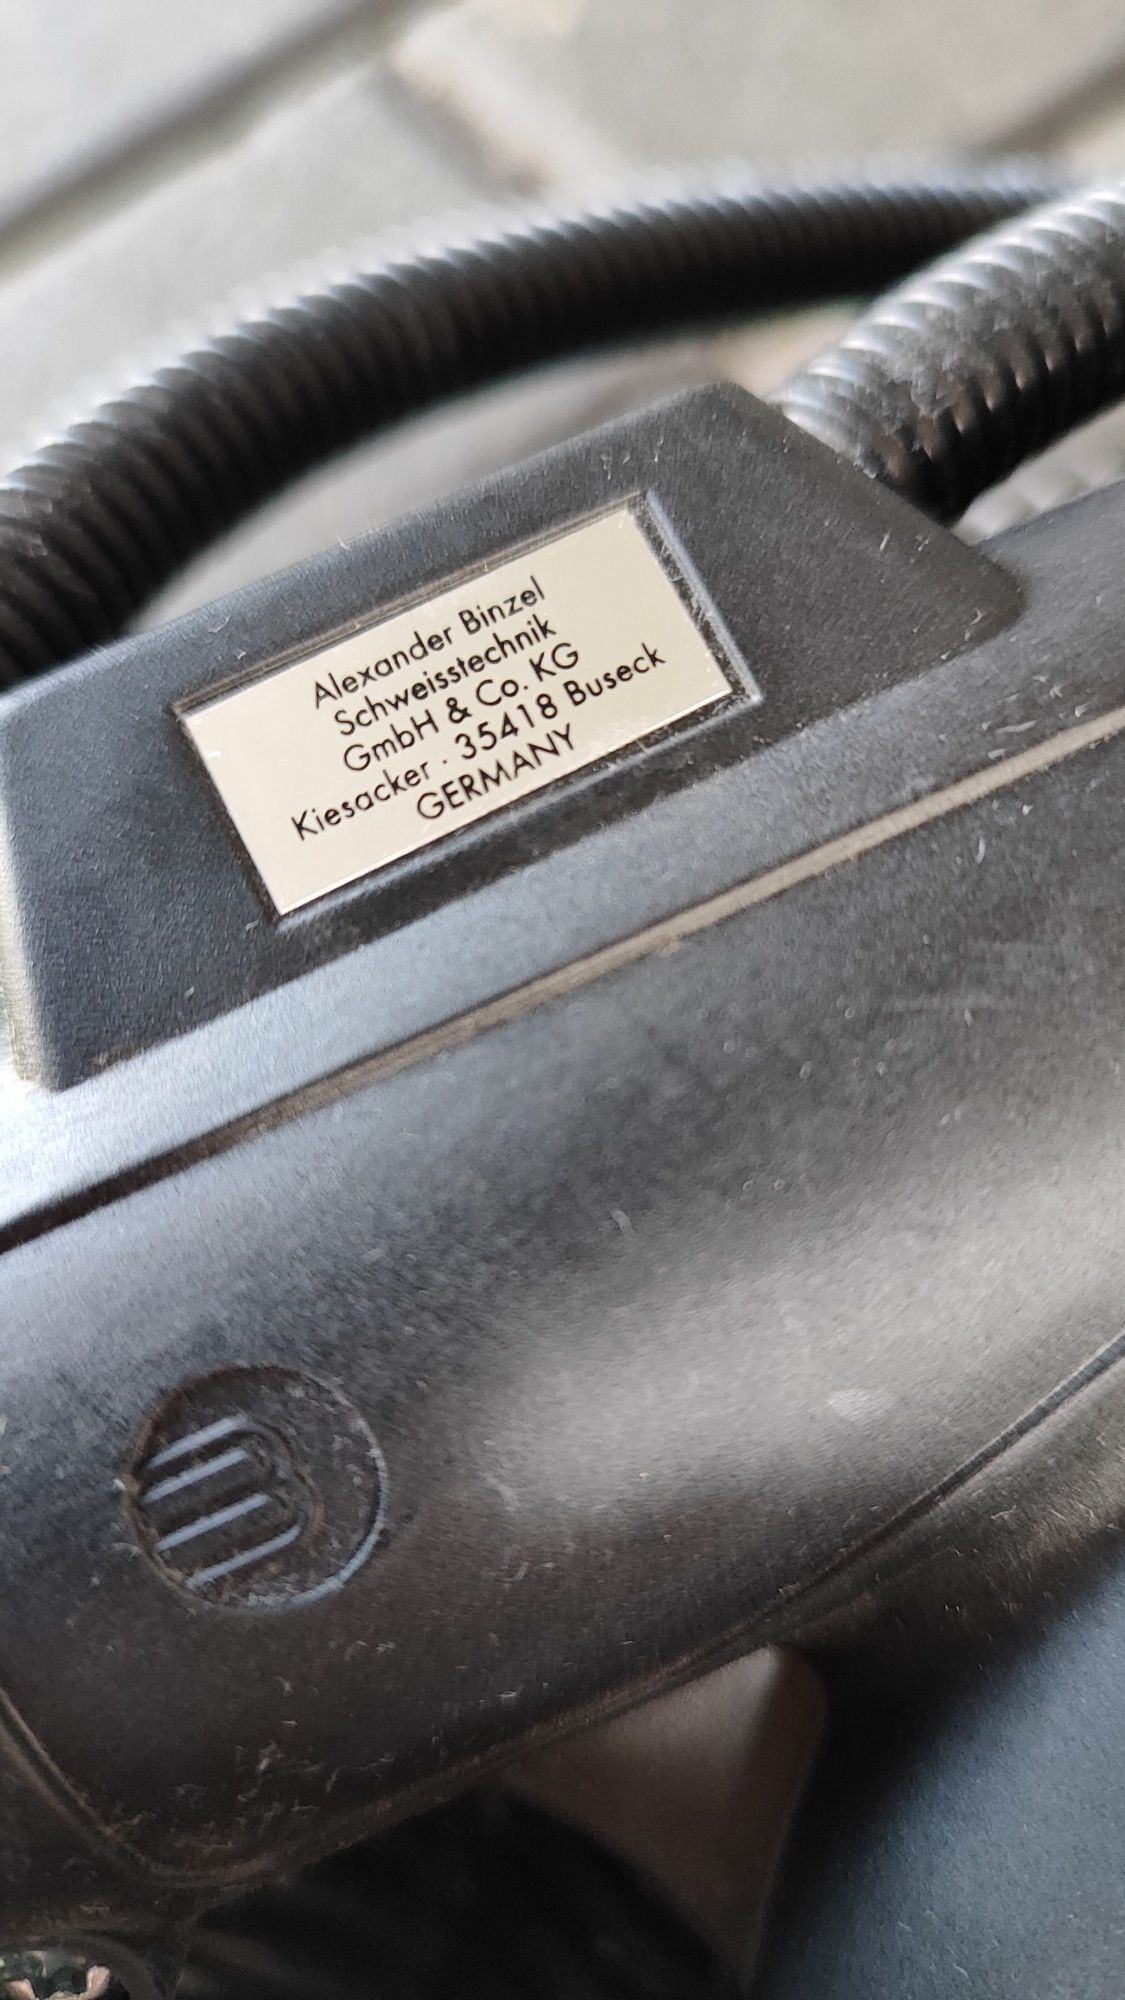 Alexander Binzel
Schweisstechnik
GmbH & Co. KG
Kiesacker · 35418 Buseck
GERMANY